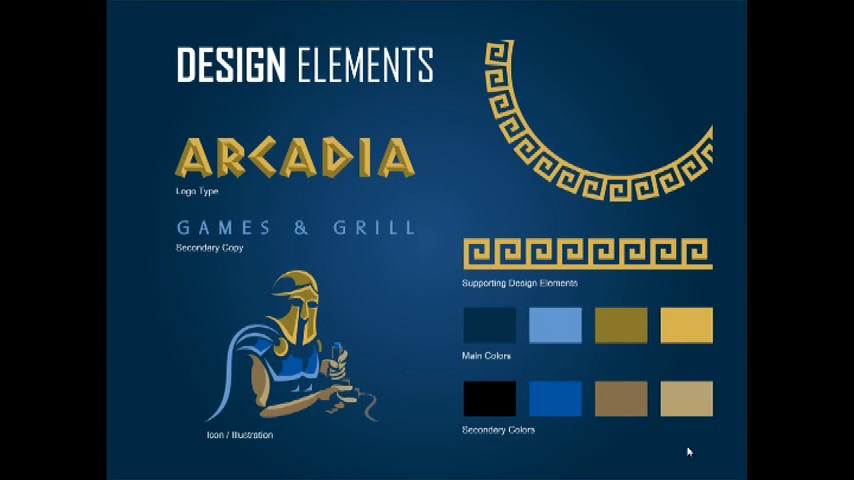 DESIGN ELEMENTS
ARCADIA
Logo Type
GAMES & GRILL
Secondary Copy
Icon / Illustration
Supporting Design Elements
Main Colors
Secondary Colors